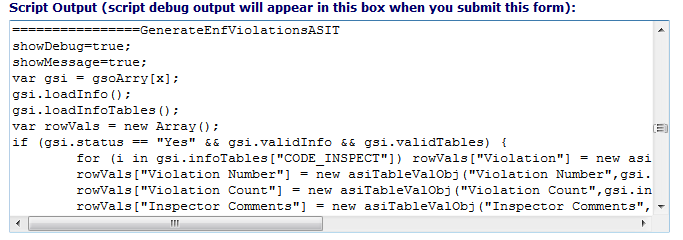 Script Output (script debug output will appear in this box when you submit this form):
================GenerateEnfViolationsASIT
showDebug=true;
showMessage=true;
var gsi = gsoArry[x];
gsi.loadInfo();
gsi.loadInfoTables();
var rowVals = new Array();
if (gsi.status == "Yes" && gsi.validInfo && gsi.validTables) {
        for (i in gsi.infoTables["CODE_INSPECT"]) rowVals["Violation"] = new asi
        rowVals["Violation Number"] = new asiTableValObj("Violation Number",gsi.
        rowVals["Violation Count"] = new asiTableValObj("Violation Count",gsi.in
        rowVals["Inspector Comments"] = new asiTableValObj("Inspector Comments",